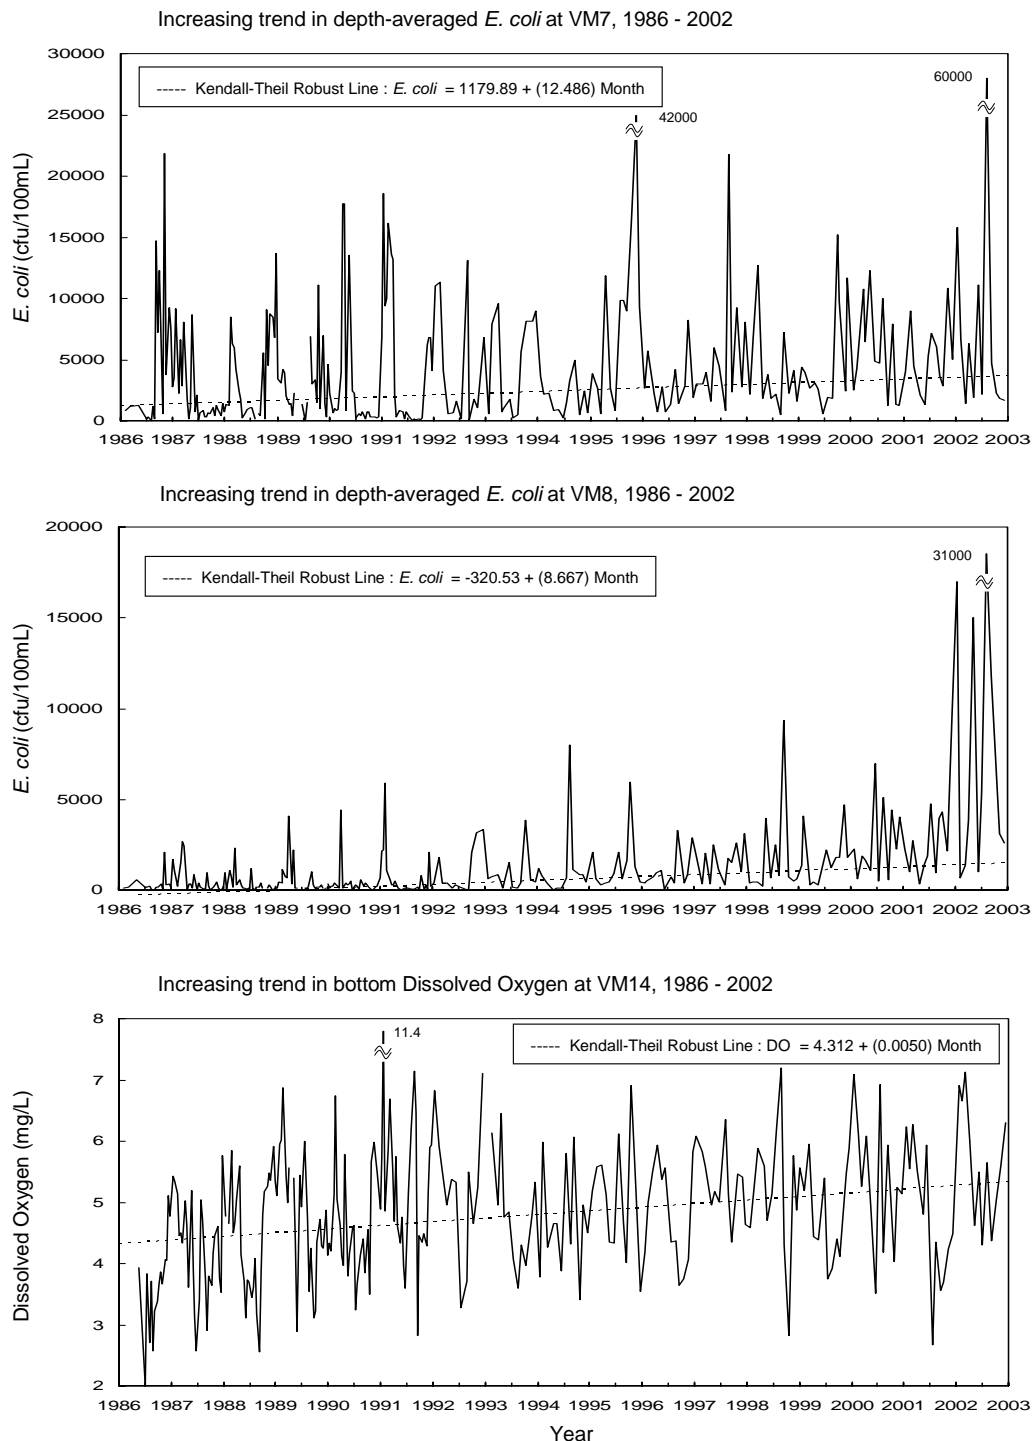 Increasing trend in depth-averaged E. coli at VM7, 1986 - 2002
30000
25000
20000
15000
10000
5000
0
E. coli (cfu/100mL)
----- Kendall-Theil Robust Line : E. coli = 1179.89 + (12.486) Month
42000
60000
1986 1987 1988 1989 1990 1991 1992 1993 1994 1995 1996 1997 1998 1999 2000 2001 2002 2003
Increasing trend in depth-averaged E. coli at VM8, 1986 - 2002
20000
15000
10000
5000
0
E. coli (cfu/100mL)
----- Kendall-Theil Robust Line : E. coli = -320.53 + (8.667) Month
31000
1986 1987 1988 1989 1990 1991 1992 1993 1994 1995 1996 1997 1998 1999 2000 2001 2002 2003
Increasing trend in bottom Dissolved Oxygen at VM14, 1986 - 2002
8
7
6
5
4
3
2
Dissolved Oxygen (mg/L)
11.4
----- Kendall-Theil Robust Line : DO = 4.312 + (0.0050) Month
1986 1987 1988 1989 1990 1991 1992 1993 1994 1995 1996 1997 1998 1999 2000 2001 2002 2003
Year